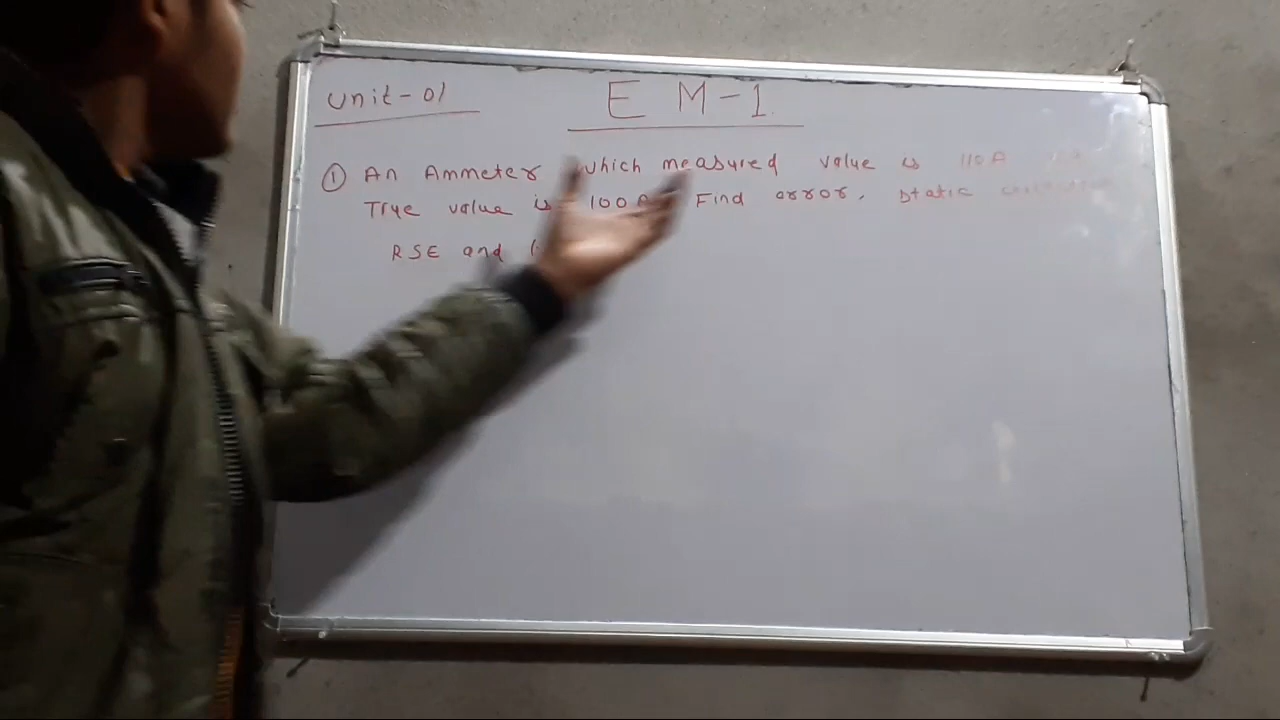 Unit-01
E M-1.
① An Ammeter which measured value is 110A
True value is 100A Find error, static
RSE and